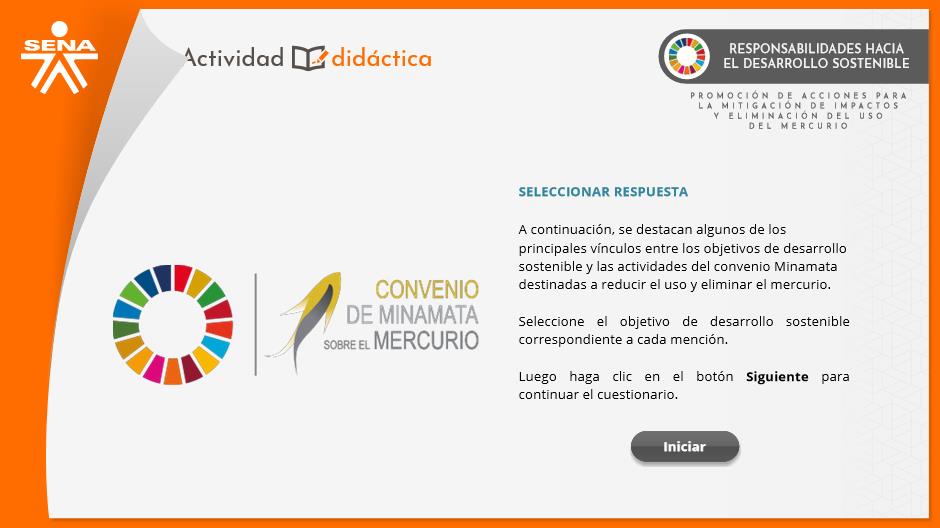 SENA
Actividad didáctica
RESPONSABILIDADES HACIA
EL DESARROLLO SOSTENIBLE
PROMOCIÓN DE ACCIONES PARA
LA MITIGACIÓN DE IMPACTOS
Y ELIMINACIÓN DEL USO
DEL MERCURIO
CONVENIO
DE MINAMATA
SOBRE EL MERCURIO
SELECCIONAR RESPUESTA
A continuación, se destacan algunos de los
principales vínculos entre los objetivos de desarrollo
sostenible y las actividades del convenio Minamata
destinadas a reducir el uso y eliminar el mercurio.
Seleccione el objetivo de desarrollo sostenible
correspondiente a cada mención.
Luego haga clic en el botón Siguiente para
continuar el cuestionario.
Iniciar